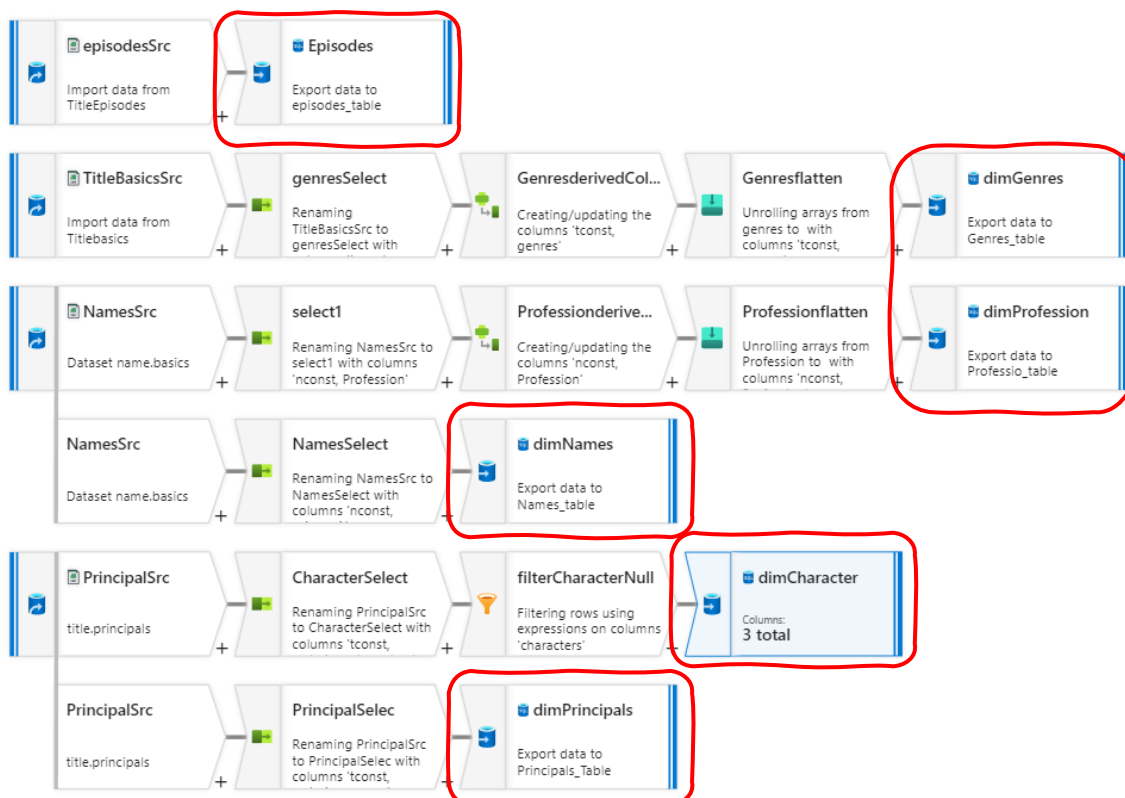 episodesSrc
Import data from
TitleEpisodes
+
Episodes
Export data to
episodes_table
TitleBasicsSrc
Import data from
Titlebasics
+
genresSelect
Renaming
TitleBasicsSrc to
genresSelect with
+
GenresderivedCol...
Creating/updating the
columns 'tconst,
genres'
+
Genresflatten
Unrolling arrays from
genres to with
columns 'tconst,
+
dimGenres
Export data to
Genres_table
NamesSrc
Dataset name.basics
+
select1
Renaming NamesSrc to
select1 with columns
'nconst, Profession'
+
Professionderive...
Creating/updating the
columns 'nconst,
Profession'
+
Professionflatten
Unrolling arrays from
Profession to with
columns 'nconst,
+
dimProfession
Export data to
Professio_table
NamesSrc
Dataset name.basics
+
NamesSelect
Renaming NamesSrc to
NamesSelect with
columns 'nconst,
+
dimNames
Export data to
Names_table
PrincipalSrc
title.principals
+
CharacterSelect
Renaming PrincipalSrc
to CharacterSelect with
columns 'tconst,
+
filterCharacterNull
Filtering rows using
expressions on columns
'characters'
+
dimCharacter
Columns:
3 total
PrincipalSrc
title.principals
+
PrincipalSelec
Renaming PrincipalSrc
to PrincipalSelec with
columns 'tconst,
+
dimPrincipals
Export data to
Principals_Table